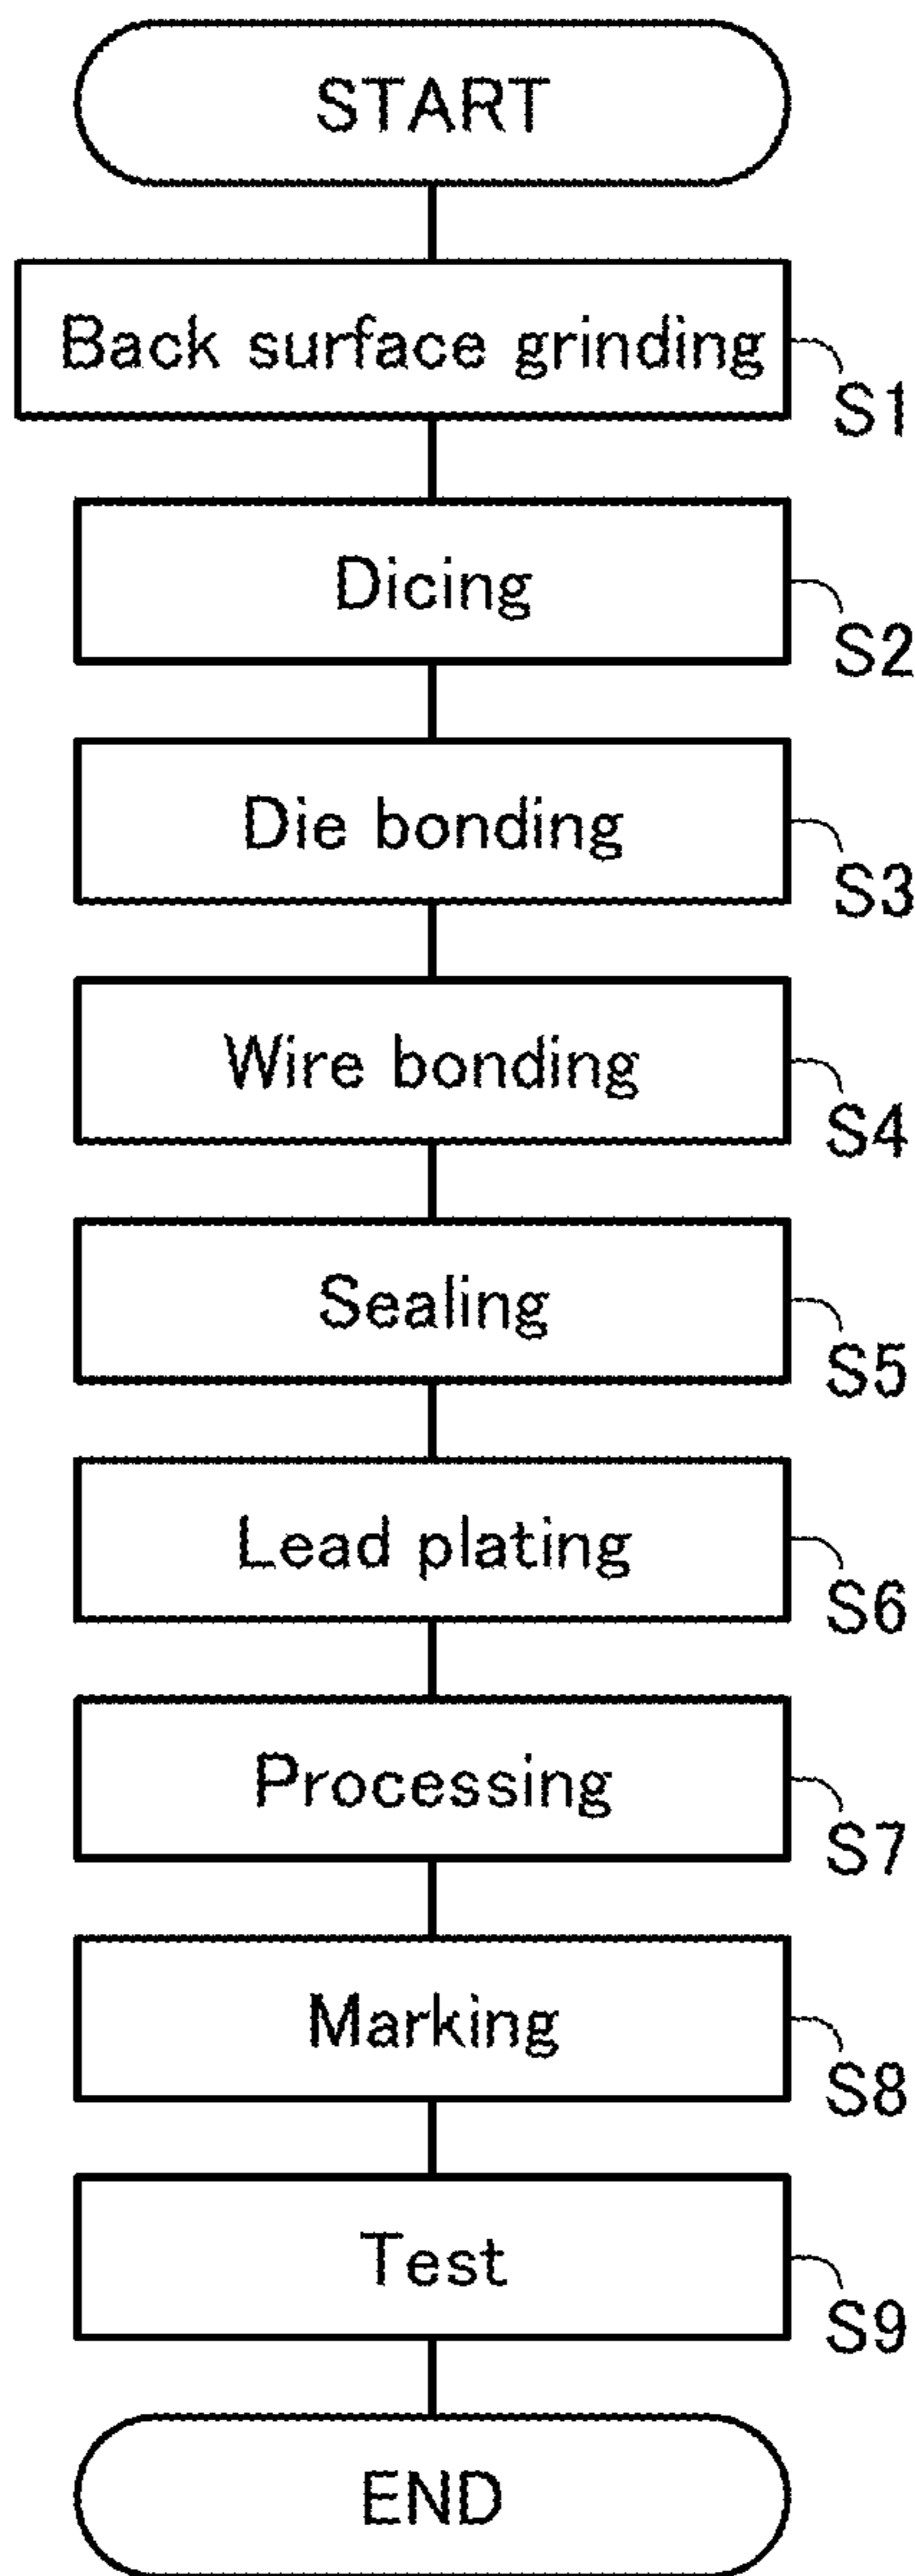 START
Back surface grinding
S1
Dicing
S2
Die bonding
S3
Wire bonding
S4
Sealing
S5
Lead plating
S6
Processing
S7
Marking
S8
Test
S9
END